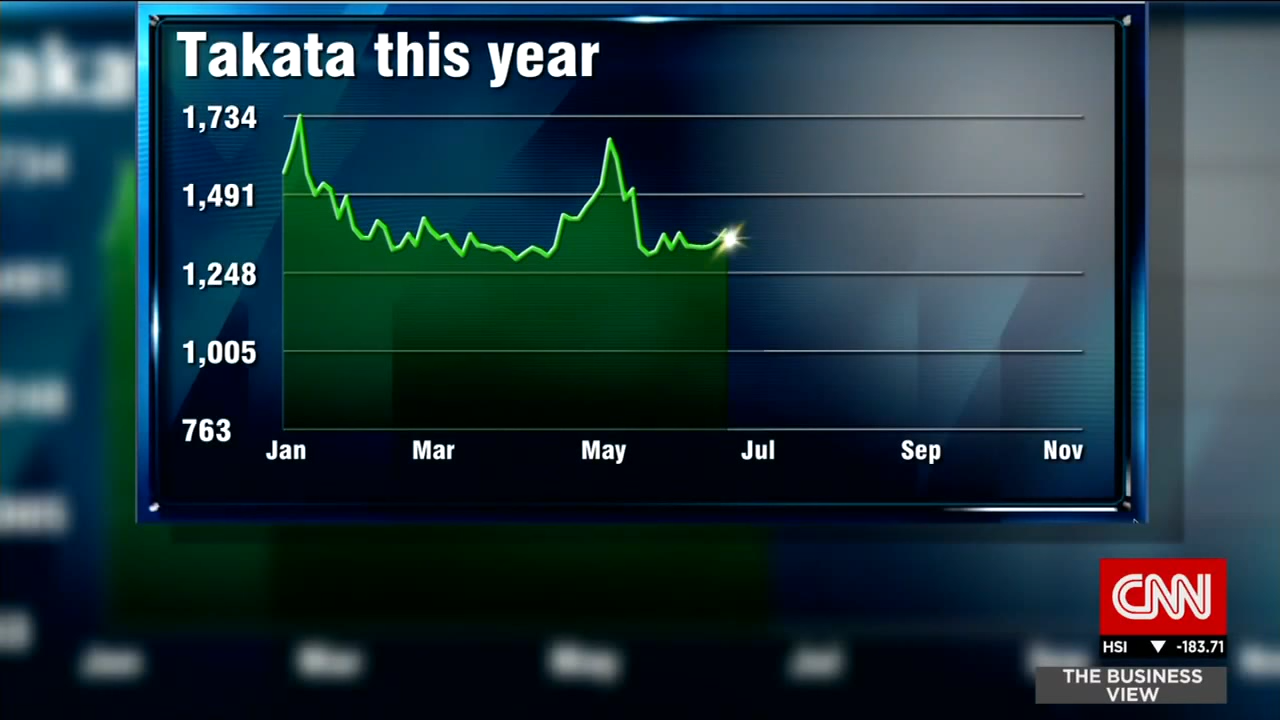 Takata this year
1,734
1,491
1,248
1,005
763
Jan Mar May Jul Sep Nov
CNN
HSI ▼ -183.71
THE BUSINESS
VIEW